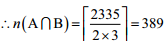 ∴ n(A∩B) = [2335 / 2×3] = 389